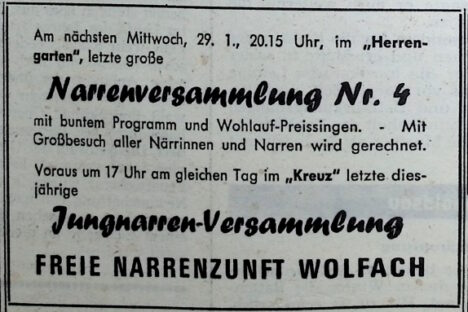 Am nächsten Mittwoch, 29. 1., 20.15 Uhr, im „Herren-
garten", letzte große
Narrenversammlung Nr. 4
mit buntem Programm und Wohlauf-Preissingen. - Mit
Großbesuch aller Närrinnen und Narren wird gerechnet.
Voraus um 17 Uhr am gleichen Tag im „Kreuz" letzte dies-
jährige
Jungnarren-Versammlung
FREIE NARRENZUNFT WOLFACH